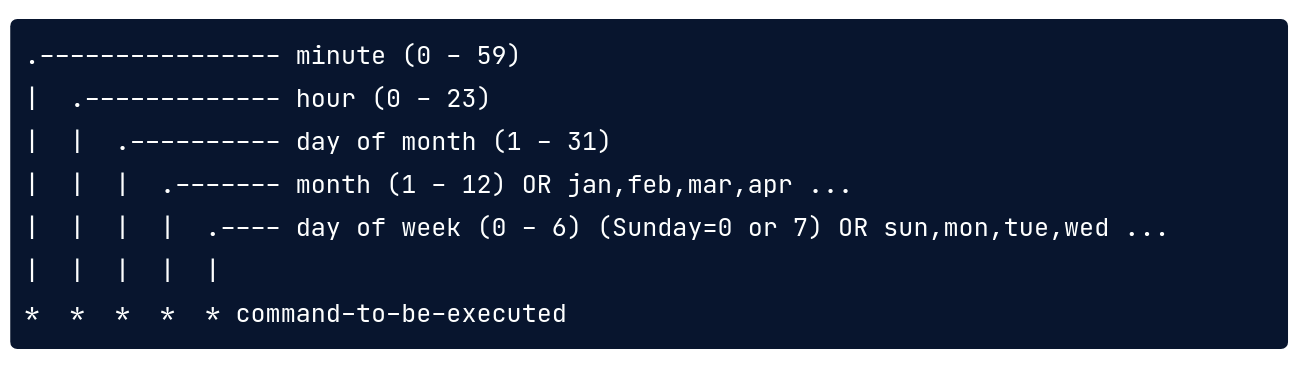 .---------------- minute (0 - 59)
|  .------------- hour (0 - 23)
|  |  .---------- day of month (1 - 31)
|  |  |  .------- month (1 - 12) OR jan,feb,mar,apr ...
|  |  |  |  .---- day of week (0 - 6) (Sunday=0 or 7) OR sun,mon,tue,wed ...
|  |  |  |  |
*  *  *  *  * command-to-be-executed